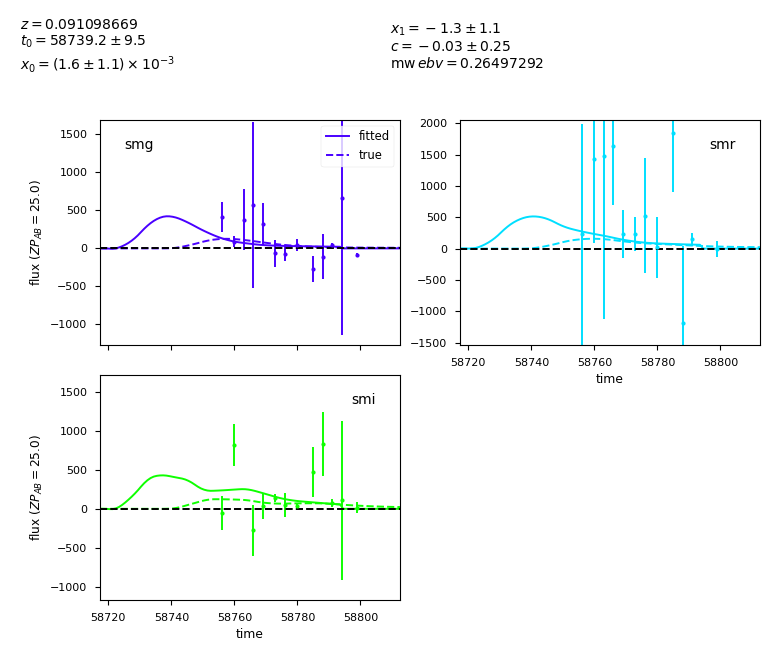 z = 0.091098669
t₀ = 58739.2 ± 9.5
x₀ = (1.6 ± 1.1) × 10⁻³
x₁ = −1.3 ± 1.1
c = −0.03 ± 0.25
mw ebv = 0.26497292
smg
fitted
true
1500
1000
500
0
−500
−1000
flux (ZP_AB = 25.0)
smr
2000
1500
1000
500
0
−500
−1000
−1500
58720 58740 58760 58780 58800
time
smi
1500
1000
500
0
−500
−1000
flux (ZP_AB = 25.0)
58720 58740 58760 58780 58800
time